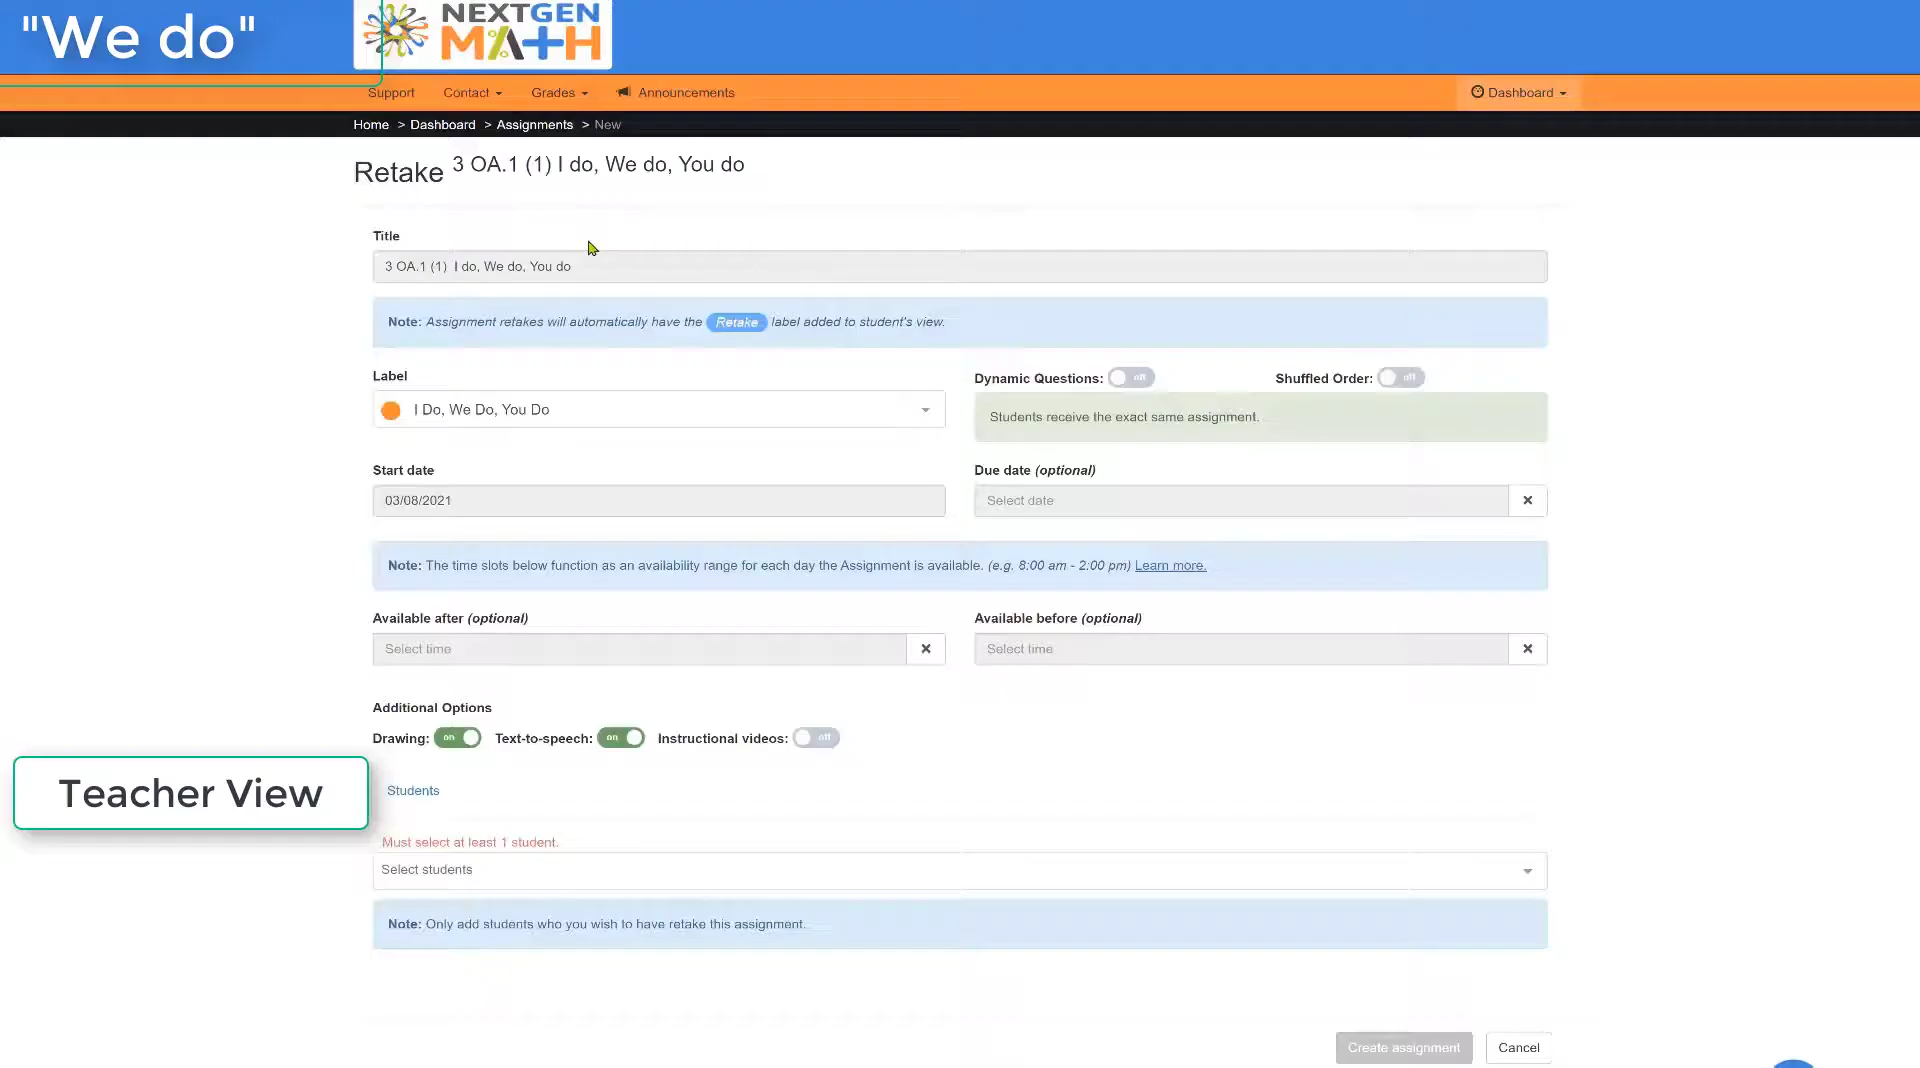 "We do"
NEXTGEN
MATH
Support Contact Grades Announcements Dashboard
Home > Dashboard > Assignments > New
Retake 3 OA.1 (1) I do, We do, You do
Title
3 OA.1 (1) I do, We do, You do
Note: Assignment retakes will automatically have the Retake label added to student's view.
Label
Dynamic Questions: off Shuffled Order: off
I Do, We Do, You Do
Students receive the exact same assignment.
Start date
Due date (optional)
03/08/2021
Select date
Note: The time slots below function as an availability range for each day the Assignment is available. (e.g. 8:00 am - 2:00 pm) Learn more.
Available after (optional)
Available before (optional)
Select time
Select time
Additional Options
Drawing: on Text-to-speech: on Instructional videos: off
Teacher View
Students
Must select at least 1 student.
Select students
Note: Only add students who you wish to have retake this assignment.
Create assignment Cancel